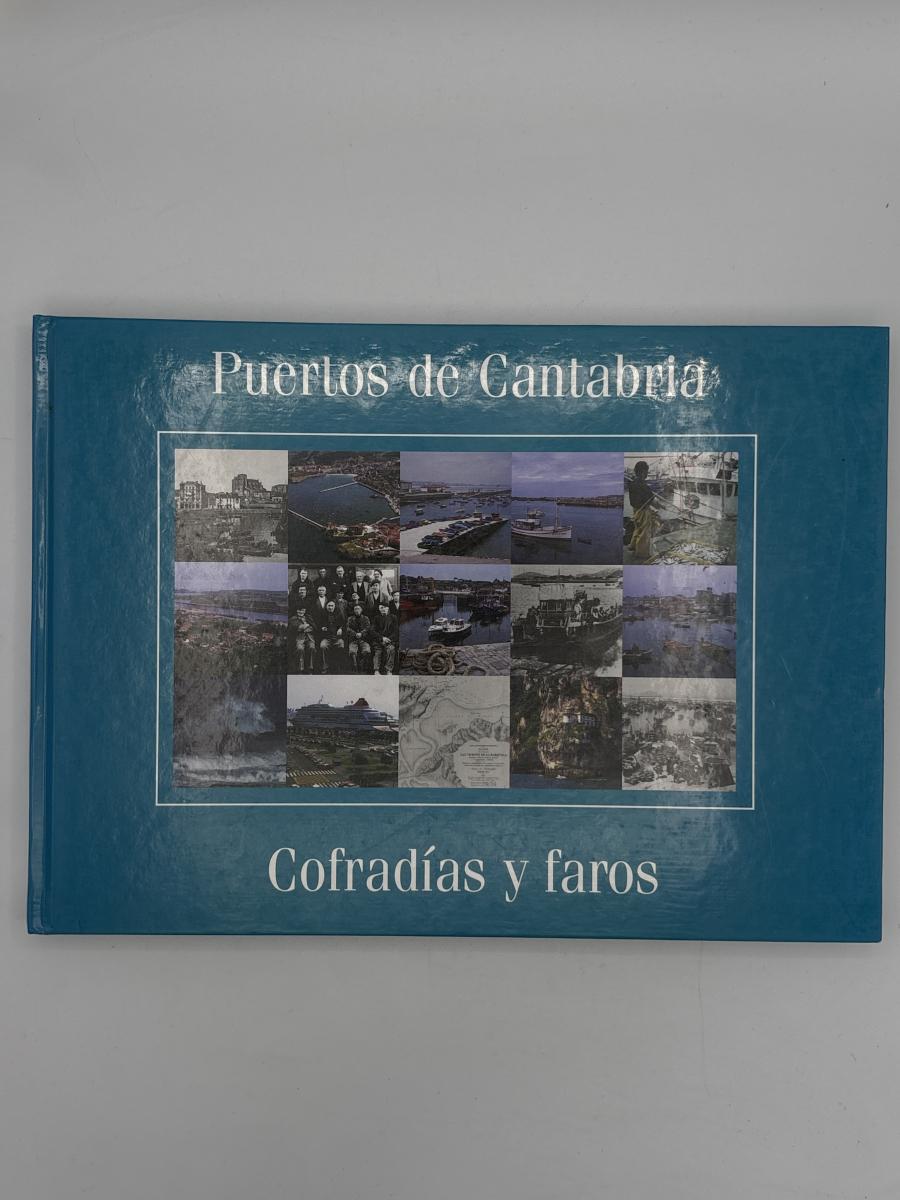 Puertos de Cantabria
Cofradías y faros